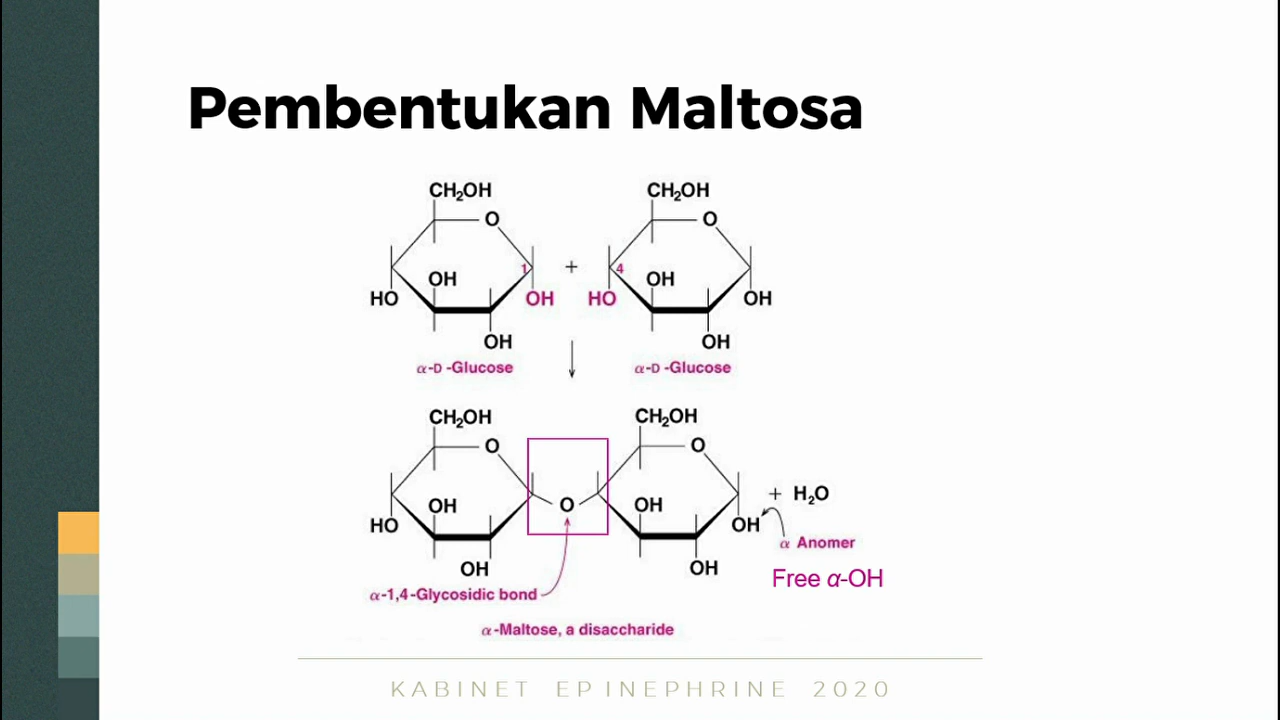 Pembentukan Maltosa
CH₂OH CH₂OH
O O
1 + 4
OH OH
HO OH HO OH
OH OH
α-D -Glucose α-D -Glucose
CH₂OH CH₂OH
O O
+ H₂O
OH O OH
HO OH
α Anomer
OH OH
Free α-OH
α-1,4-Glycosidic bond
α-Maltose, a disaccharide
KABINET EPINEPHRINE 2020